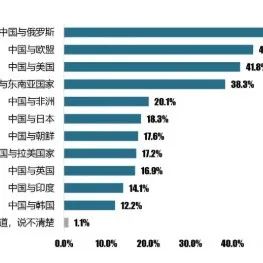 中国与俄罗斯
中国与欧盟
4
中国与美国
41.8
与东南亚国家
38.3%
中国与非洲
20.1%
中国与日本
18.3%
中国与朝鲜
17.6%
国与拉美国家
17.2%
中国与英国
16.9%
中国与印度
14.1%
中国与韩国
12.2%
道，说不清楚
1.1%
0.0% 10.0% 20.0% 30.0% 40.0%